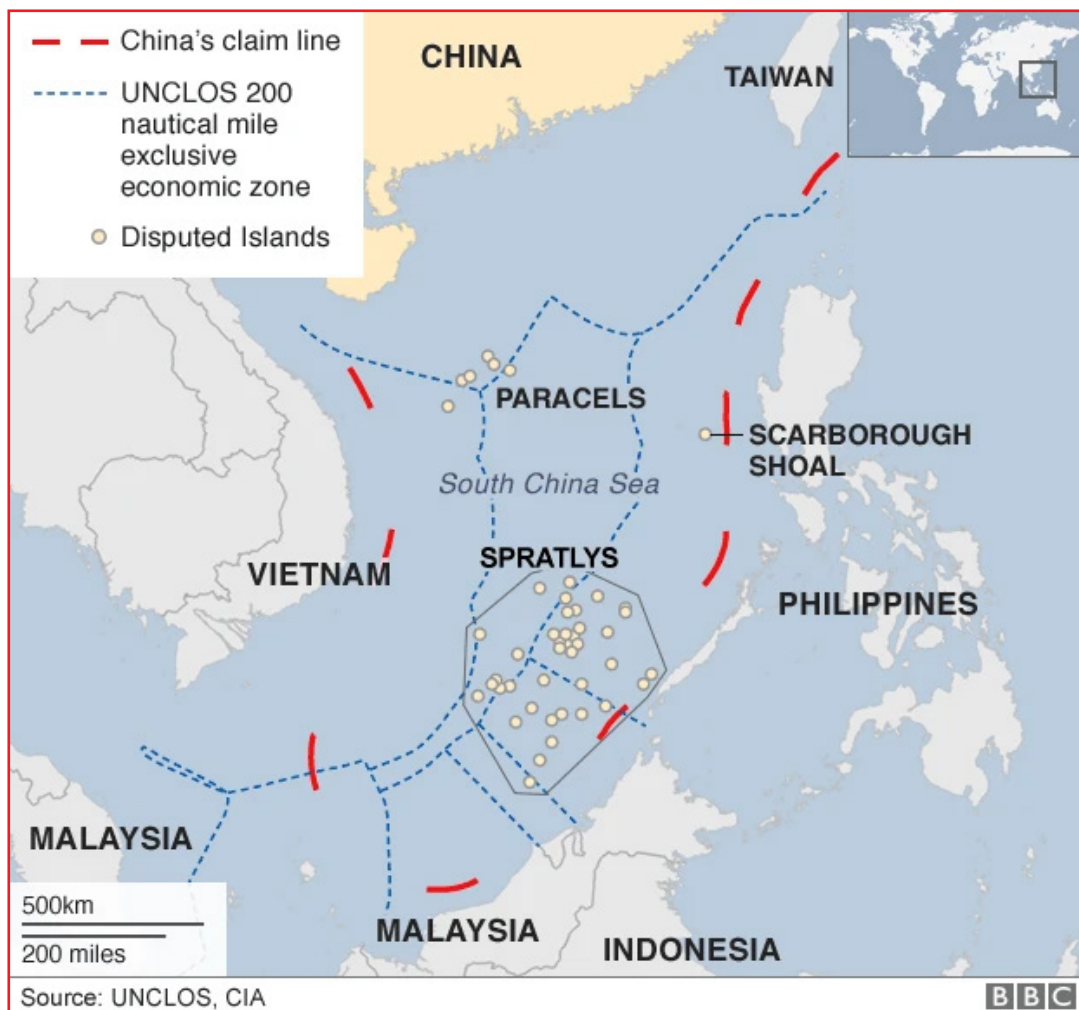 China's claim line
UNCLOS 200
nautical mile
exclusive
economic zone
Disputed Islands
CHINA
TAIWAN
PARACELS
SCARBOROUGH
SHOAL
South China Sea
SPRATLYS
VIETNAM
PHILIPPINES
MALAYSIA
MALAYSIA
INDONESIA
500km
200 miles
Source: UNCLOS, CIA
BBC